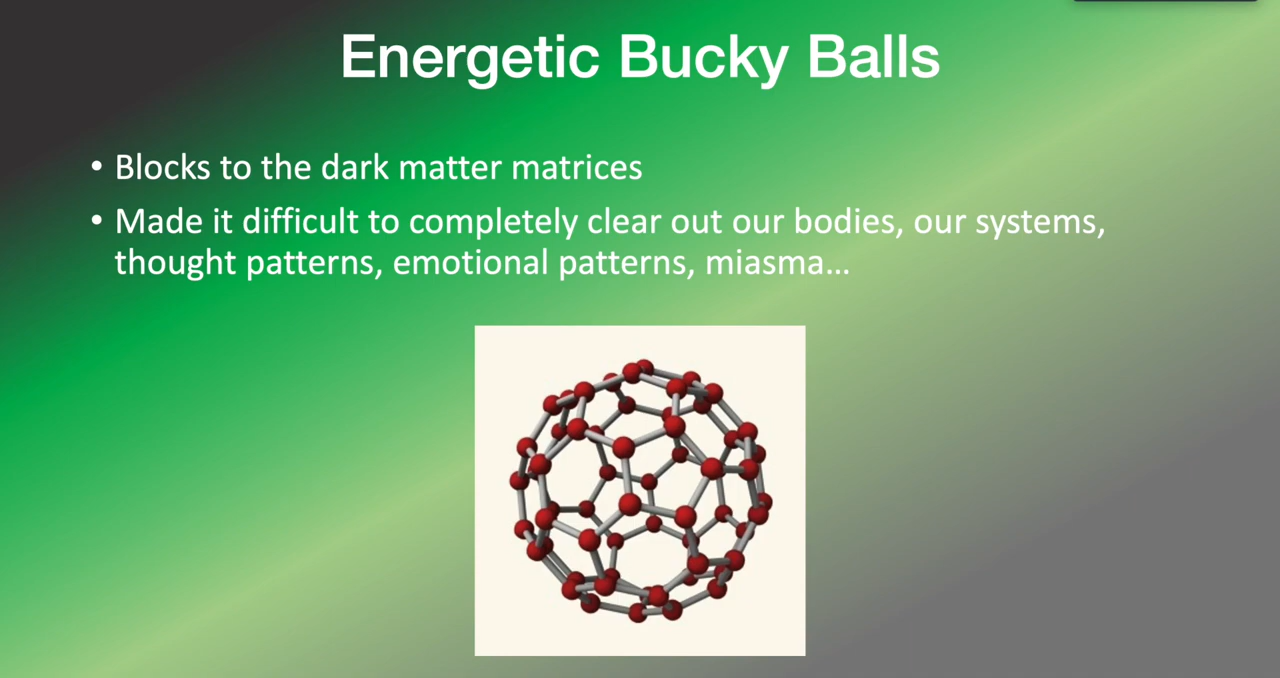 Energetic Bucky Balls
• Blocks to the dark matter matrices
• Made it difficult to completely clear out our bodies, our systems,
thought patterns, emotional patterns, miasma...